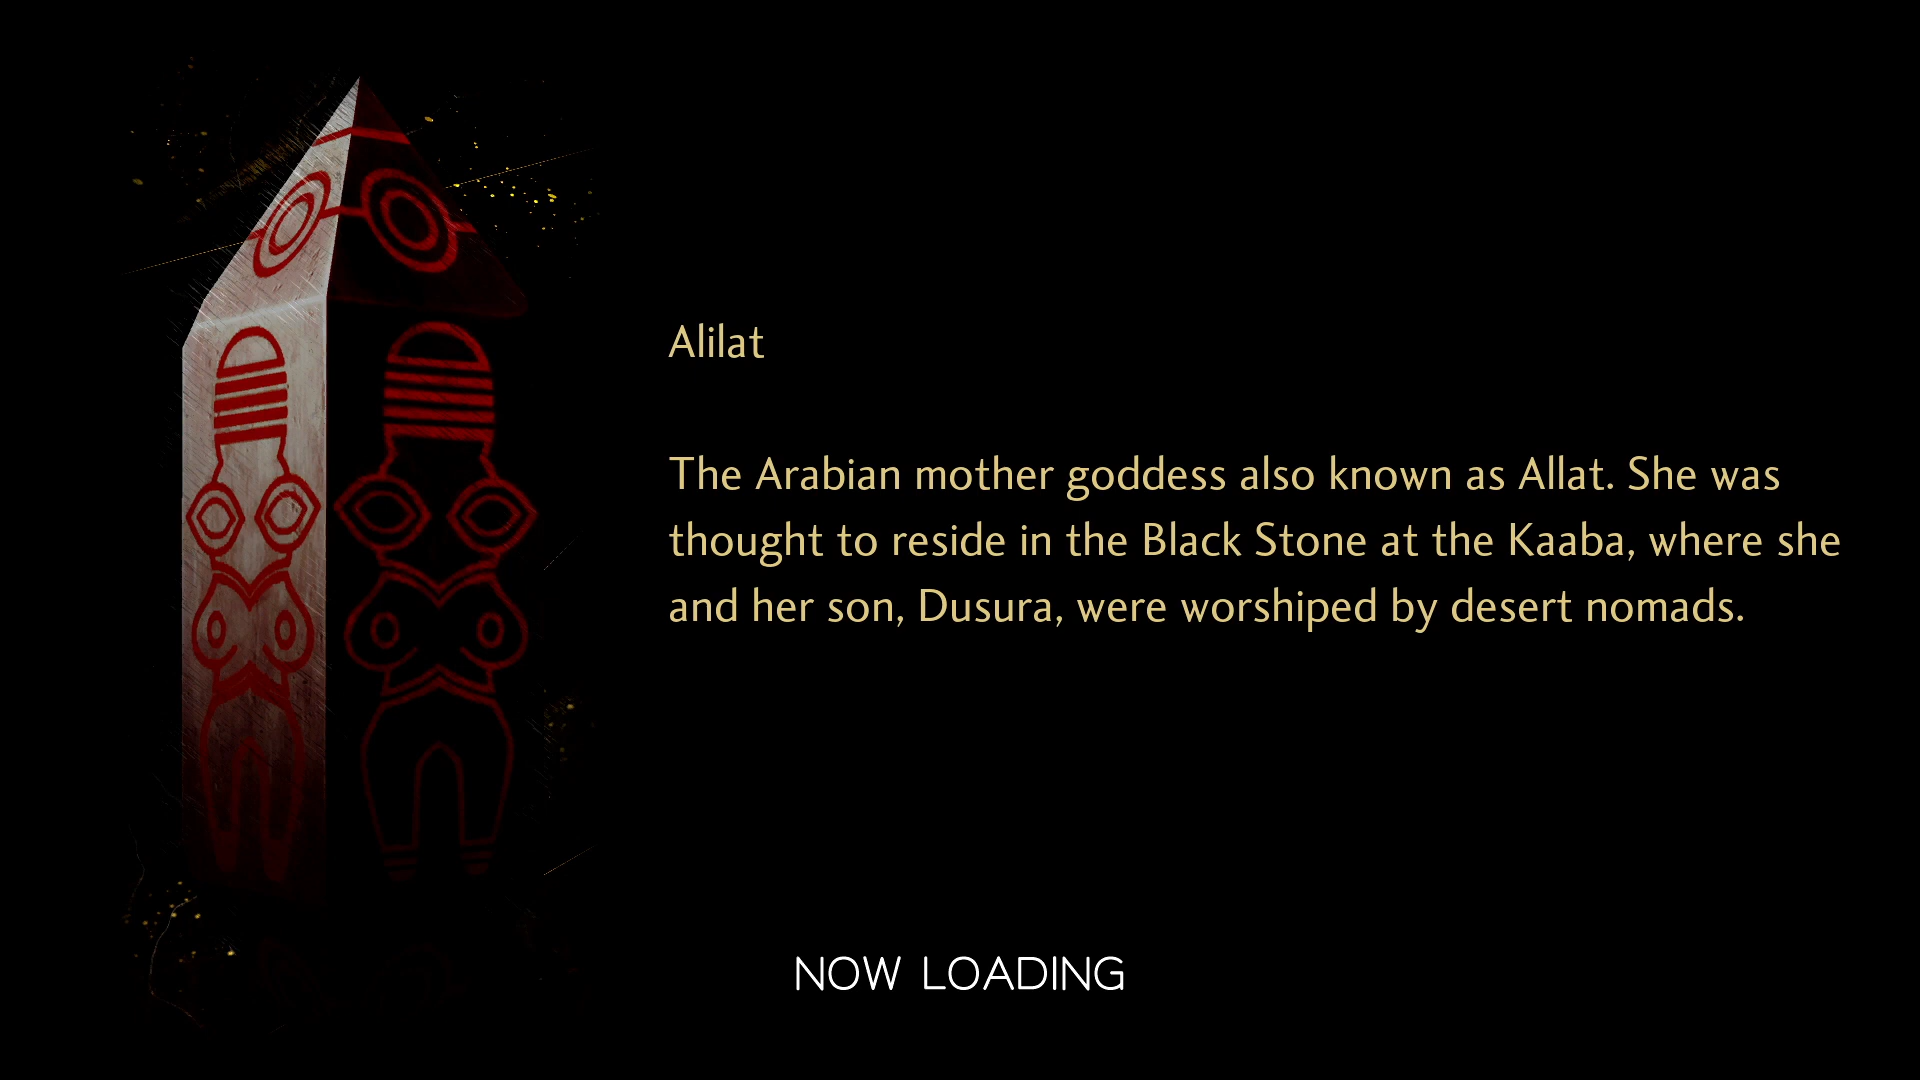 Alilat
The Arabian mother goddess also known as Allat. She was
thought to reside in the Black Stone at the Kaaba, where she
and her son, Dusura, were worshiped by desert nomads.
NOW LOADING